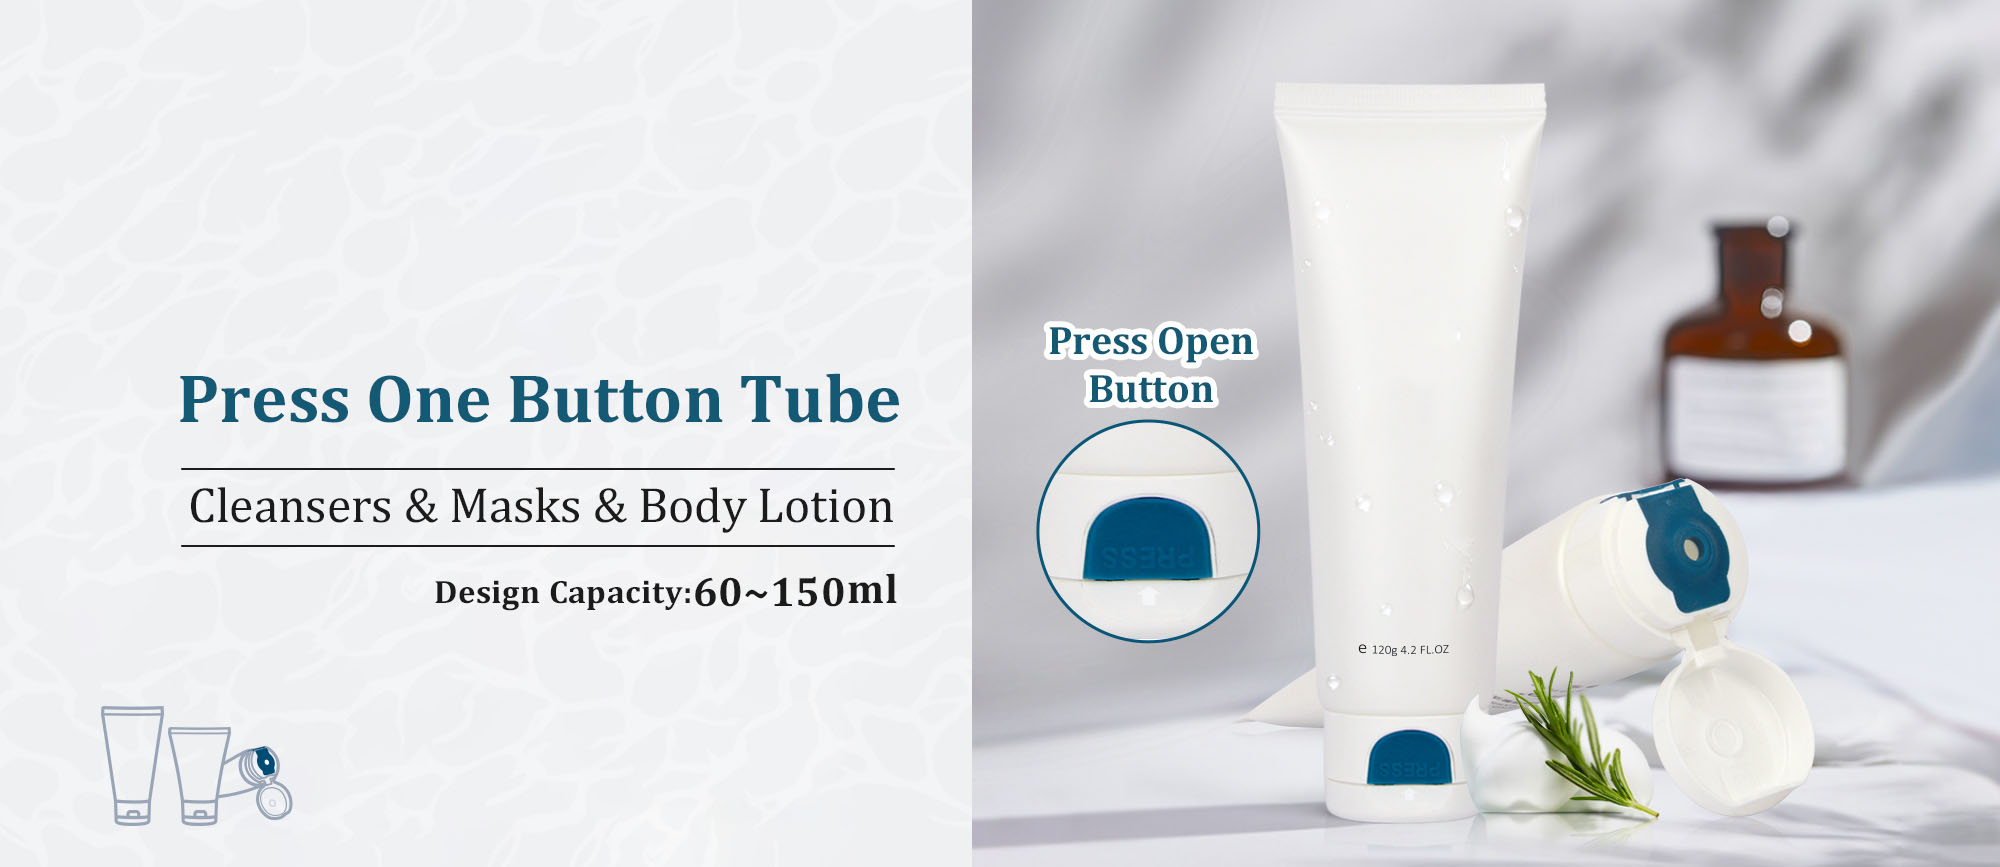 Press One Button Tube
Cleansers & Masks & Body Lotion
Design Capacity:60~150ml
Press Open
Button
PRESS
e 120g 4.2 FL.OZ
PRESS